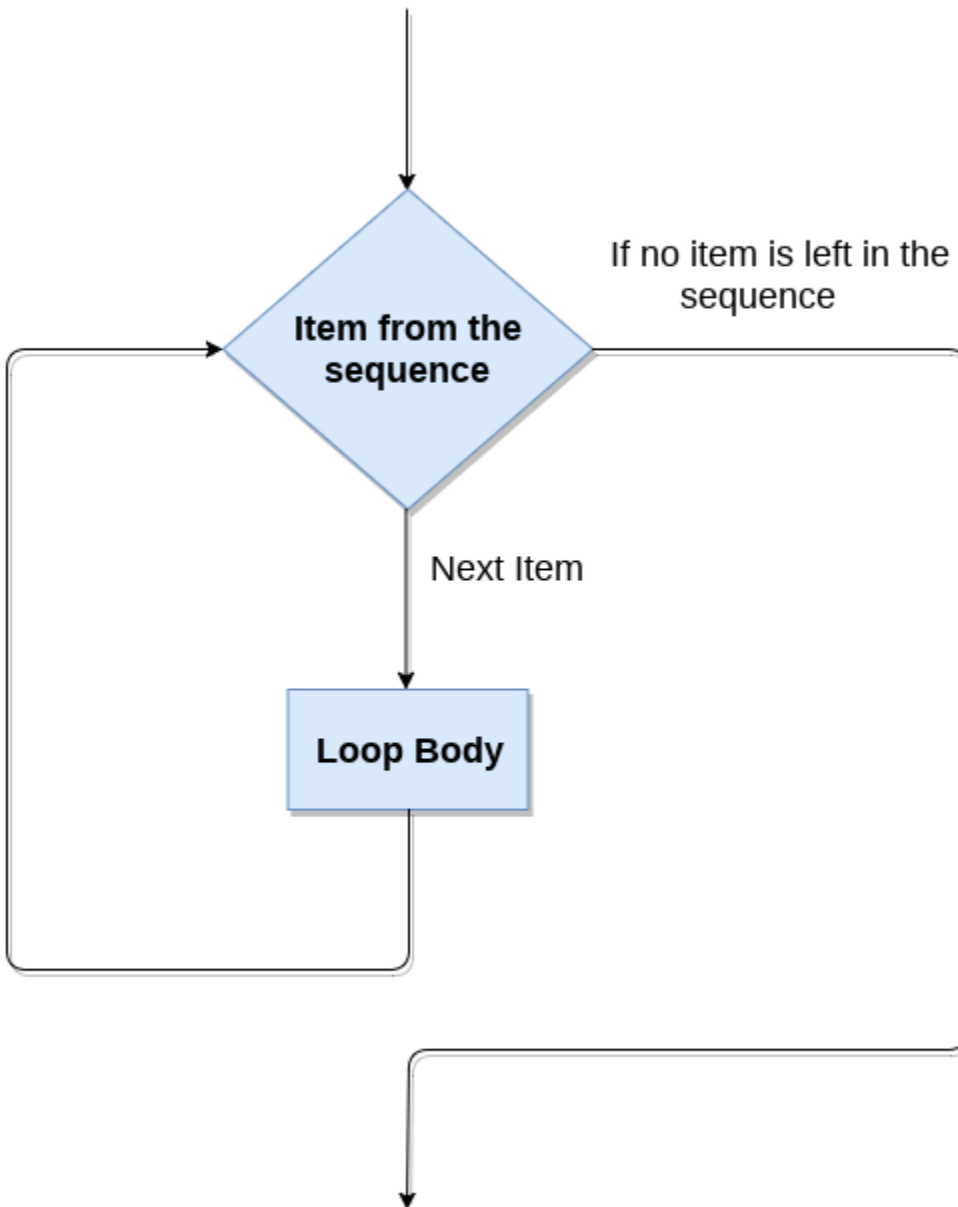 If no item is left in the
sequence
Item from the
sequence
Next Item
Loop Body